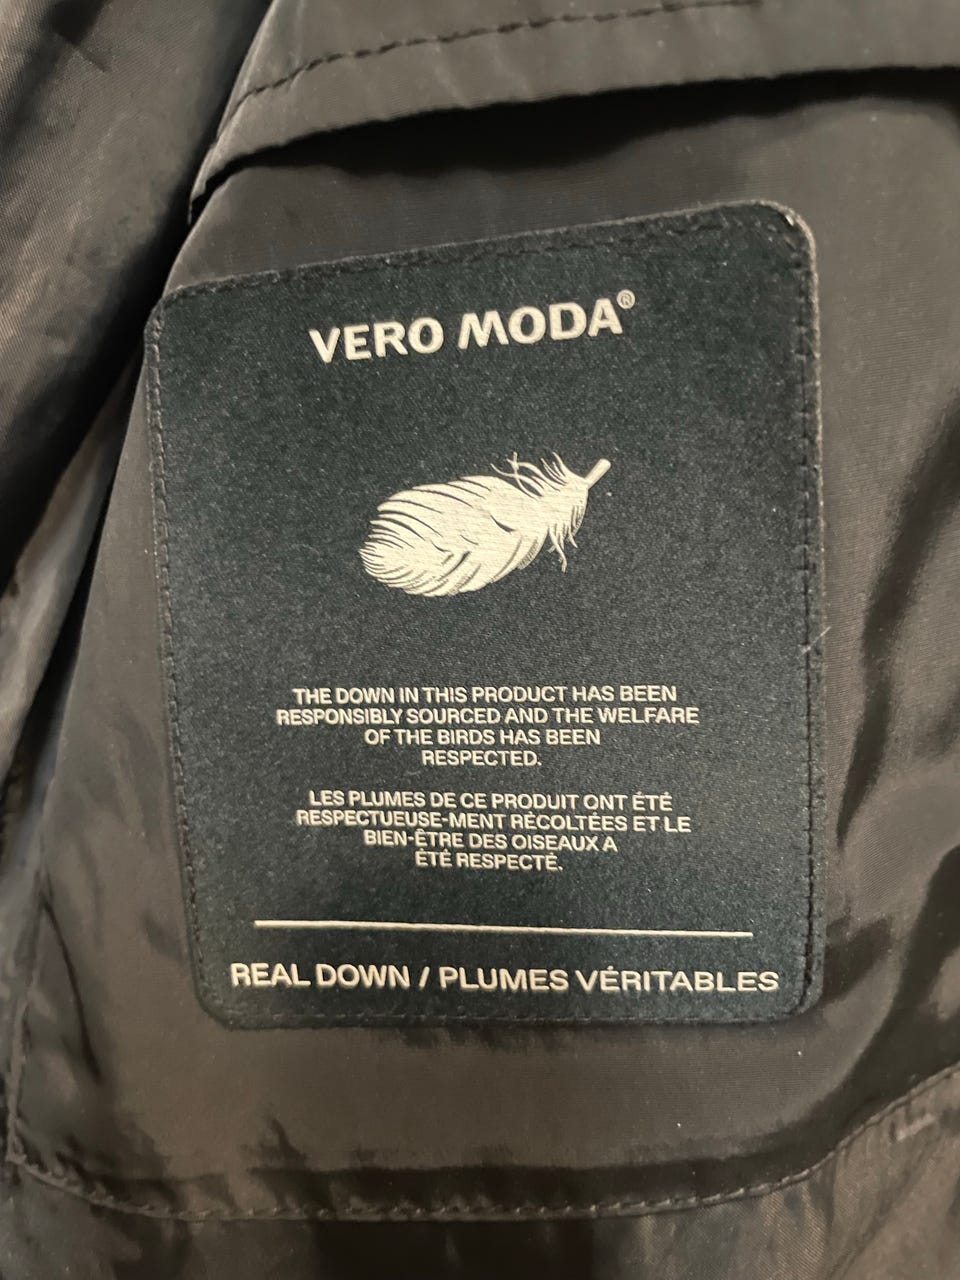 VERO MODA®
THE DOWN IN THIS PRODUCT HAS BEEN
RESPONSIBLY SOURCED AND THE WELFARE
OF THE BIRDS HAS BEEN
RESPECTED.
LES PLUMES DE CE PRODUIT ONT ÉTÉ
RESPECTUEUSE-MENT RÉCOLTÉES ET LE
BIEN-ÊTRE DES OISEAUX A
ÉTÉ RESPECTÉ.
REAL DOWN / PLUMES VÉRITABLES